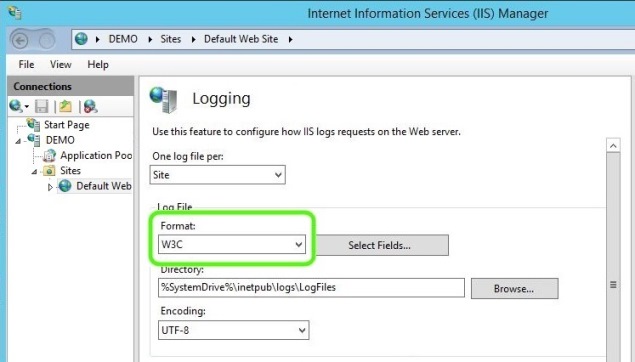 Internet Information Services (IIS) Manager
DEMO Sites Default Web Site
File View Help
Connections
Start Page
DEMO
Application Poo
Sites
Default Web
Logging
Use this feature to configure how IIS logs requests on the Web server.
One log file per:
Site
Log File
Format:
W3C
Select Fields...
Directory:
%SystemDrive%\inetpub\logs\LogFiles
Browse...
Encoding:
UTF-8